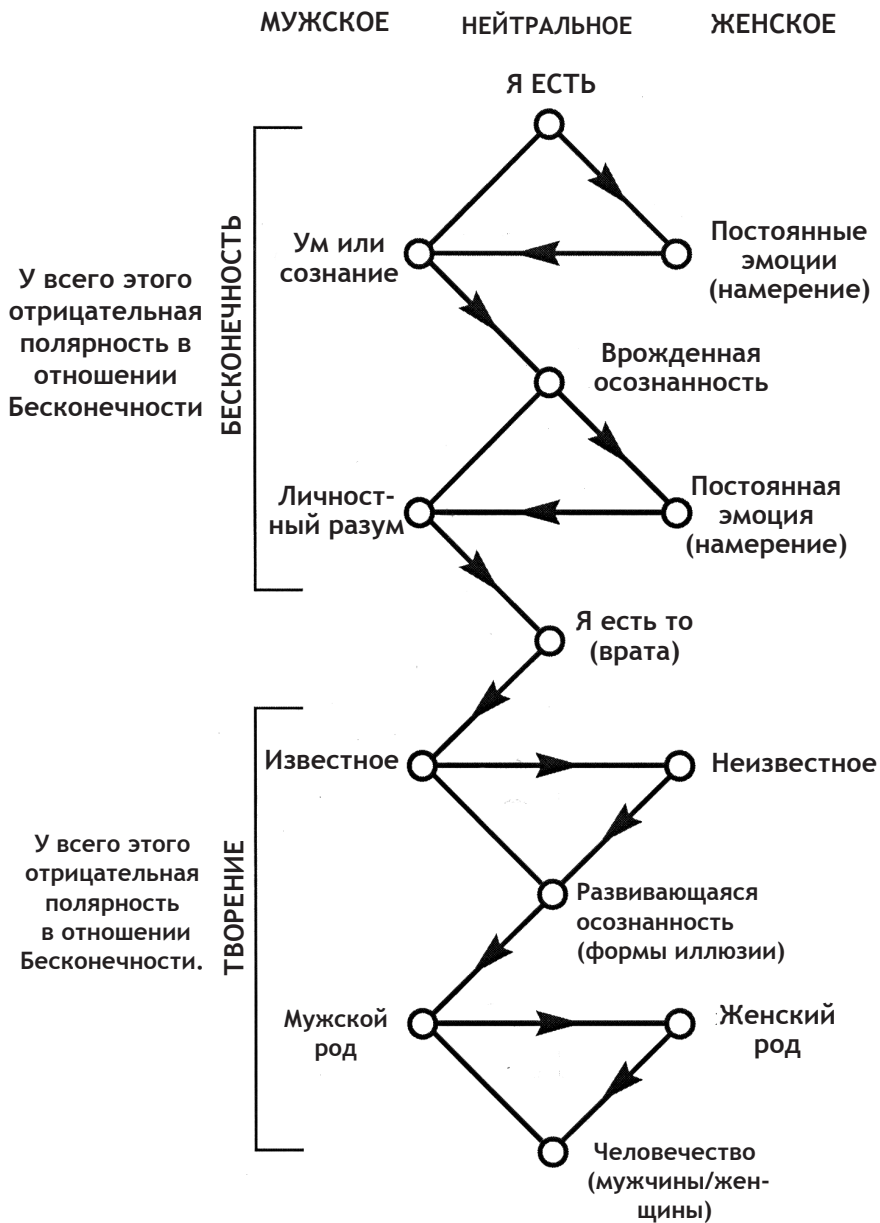 МУЖСКОЕ
НЕЙТРАЛЬНОЕ
ЖЕНСКОЕ
Я ЕСТЬ
Ум или
сознание
Постоянные
эмоции
(намерение)
У всего этого
отрицательная
полярность в
отношении
Бесконечности
БЕСКОНЕЧНОСТЬ
Врожденная
осознанность
Личност-
ный разум
Постоянная
эмоция
(намерение)
Я есть то
(врата)
Известное
Неизвестное
У всего этого
отрицательная
полярность
в отношении
Бесконечности.
ТВОРЕНИЕ
Развивающаяся
осознанность
(формы иллюзии)
Мужской
род
Женский
род
Человечество
(мужчины/жен-
щины)